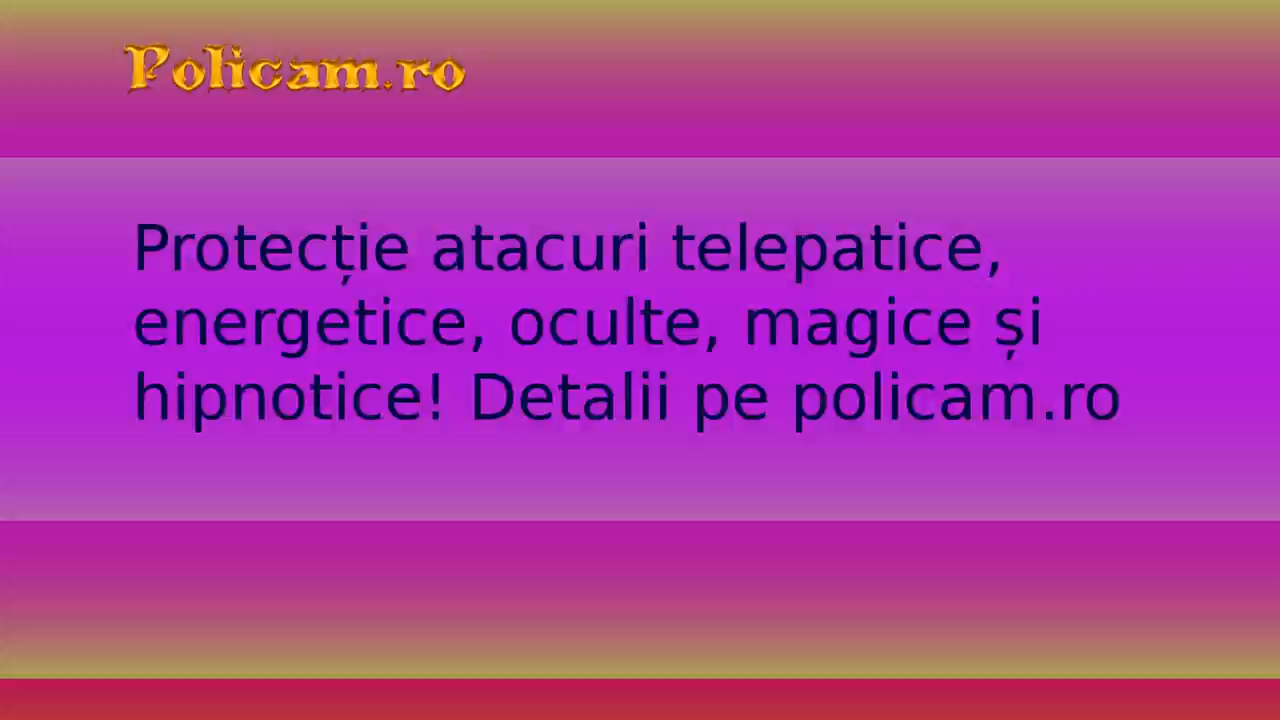 Policam.ro
Protecție atacuri telepatice,
energetice, oculte, magice și
hipnotice! Detalii pe policam.ro